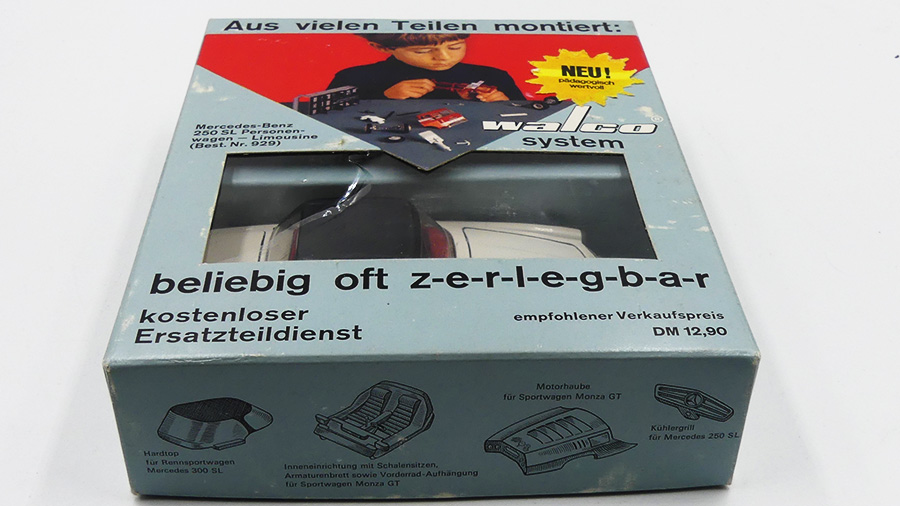 Aus vielen Teilen montiert:
NEU!
pädagogisch
wertvoll
Mercedes-Benz
250 SL Personen-
wagen – Limousine
(Best. Nr. 929)
walco®
system
beliebig oft z-e-r-l-e-g-b-a-r
kostenloser
Ersatzteildienst
empfohlener Verkaufspreis
DM 12,90
Hardtop
für Rennsportwagen
Mercedes 300 SL
Inneneinrichtung mit Schalensitzen,
Armaturenbrett sowie Vorderrad-Aufhängung
für Sportwagen Monza GT
Motorhaube
für Sportwagen Monza GT
Kühlergrill
für Mercedes 250 SL